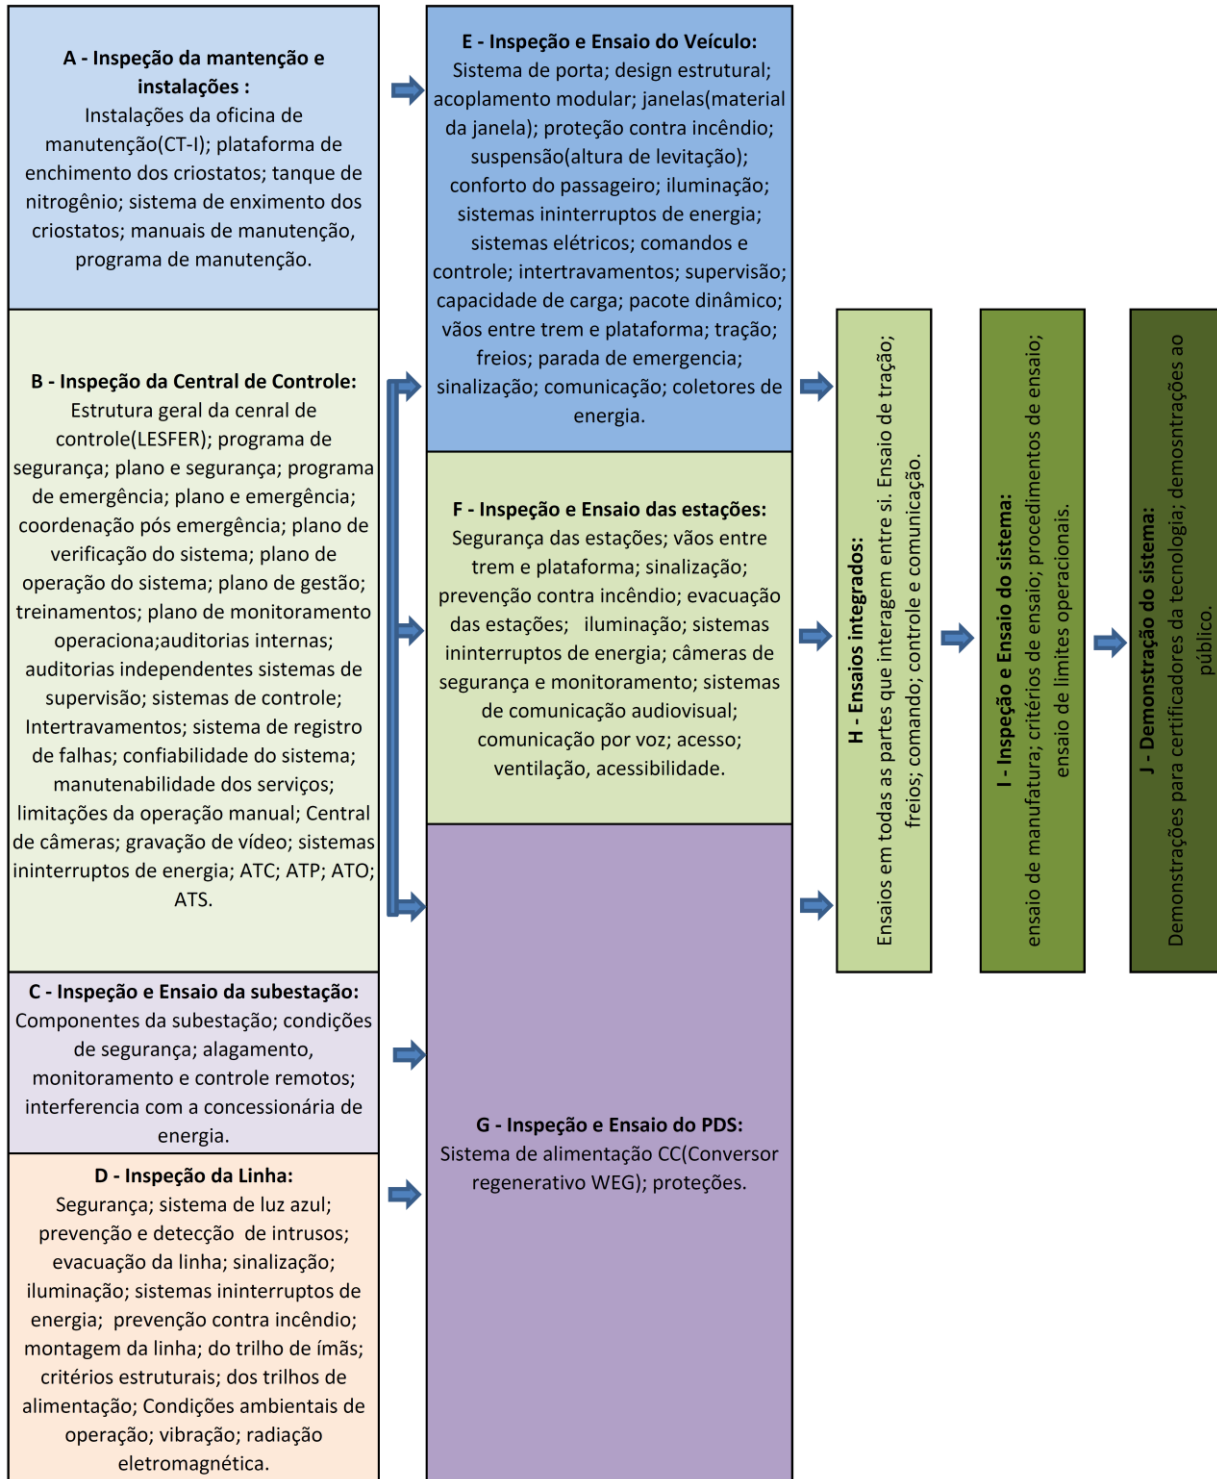 A - Inspeção da mantenção e
instalações :
Instalações da oficina de
manutenção(CT-I); plataforma de
enchimento dos criostatos; tanque de
nitrogênio; sistema de enximento dos
criostatos; manuais de manutenção,
programa de manutenção.
B - Inspeção da Central de Controle:
Estrutura geral da cenral de
controle(LESFER); programa de
segurança; plano e segurança; programa
de emergência; plano e emergência;
coordenação pós emergência; plano de
verificação do sistema; plano de
operação do sistema; plano de gestão;
treinamentos; plano de monitoramento
operaciona;auditorias internas;
auditorias independentes sistemas de
supervisão; sistemas de controle;
Intertravamentos; sistema de registro
de falhas; confiabilidade do sistema;
manutenabilidade dos serviços;
limitações da operação manual; Central
de câmeras; gravação de vídeo; sistemas
ininterruptos de energia; ATC; ATP; ATO;
ATS.
C - Inspeção e Ensaio da subestação:
Componentes da subestação; condições
de segurança; alagamento,
monitoramento e controle remotos;
interferencia com a concessionária de
energia.
D - Inspeção da Linha:
Segurança; sistema de luz azul;
prevenção e detecção  de intrusos;
evacuação da linha; sinalização;
iluminação; sistemas ininterruptos de
energia;  prevenção contra incêndio;
montagem da linha; do trilho de ímãs;
critérios estruturais; dos trilhos de
alimentação; Condições ambientais de
operação; vibração; radiação
eletromagnética.
E - Inspeção e Ensaio do Veículo:
Sistema de porta; design estrutural;
acoplamento modular; janelas(material
da janela); proteção contra incêndio;
suspensão(altura de levitação);
conforto do passageiro; iluminação;
sistemas ininterruptos de energia;
sistemas elétricos; comandos e
controle; intertravamentos; supervisão;
capacidade de carga; pacote dinâmico;
vãos entre trem e plataforma; tração;
freios; parada de emergencia;
sinalização; comunicação; coletores de
energia.
F - Inspeção e Ensaio das estações:
Segurança das estações; vãos entre
trem e plataforma; sinalização;
prevenção contra incêndio; evacuação
das estações;   iluminação; sistemas
ininterruptos de energia; câmeras de
segurança e monitoramento; sistemas
de comunicação audiovisual;
comunicação por voz; acesso;
ventilação, acessibilidade.
G - Inspeção e Ensaio do PDS:
Sistema de alimentação CC(Conversor
regenerativo WEG); proteções.
H - Ensaios integrados:
Ensaios em todas as partes que interagem entre si. Ensaio de tração;
freios; comando; controle e comunicação.
I - Inspeção e Ensaio do sistema:
ensaio de manufatura; critérios de ensaio; procedimentos de ensaio;
ensaio de limites operacionais.
J - Demonstração do sistema:
Demonstrações para certificadores da tecnologia; demosntrações ao
público.